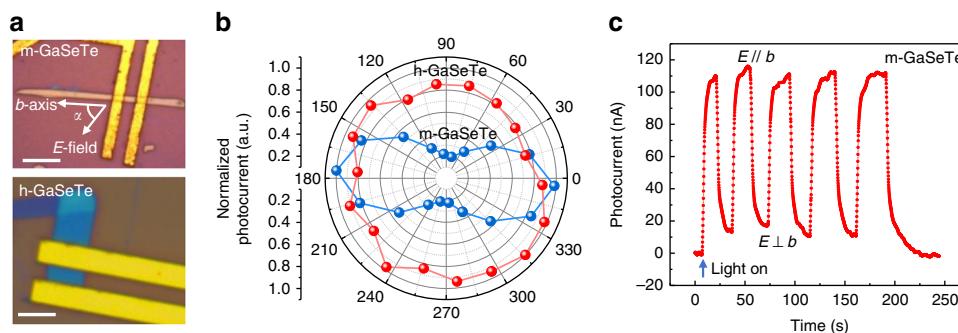 a
m-GaSeTe
b-axis
α
E-field
h-GaSeTe
b
Normalized
photocurrent (a.u.)
1.0
0.8
0.6
0.4
0.2
0.2
0.4
0.6
0.8
1.0
90
60
30
0
330
300
270
240
210
180
150
120
h-GaSeTe
m-GaSeTe
c
Photocurrent (nA)
120
100
80
60
40
20
0
–20
E // b
m-GaSeTe
E ⊥ b
Light on
0
50
100
150
200
250
Time (s)